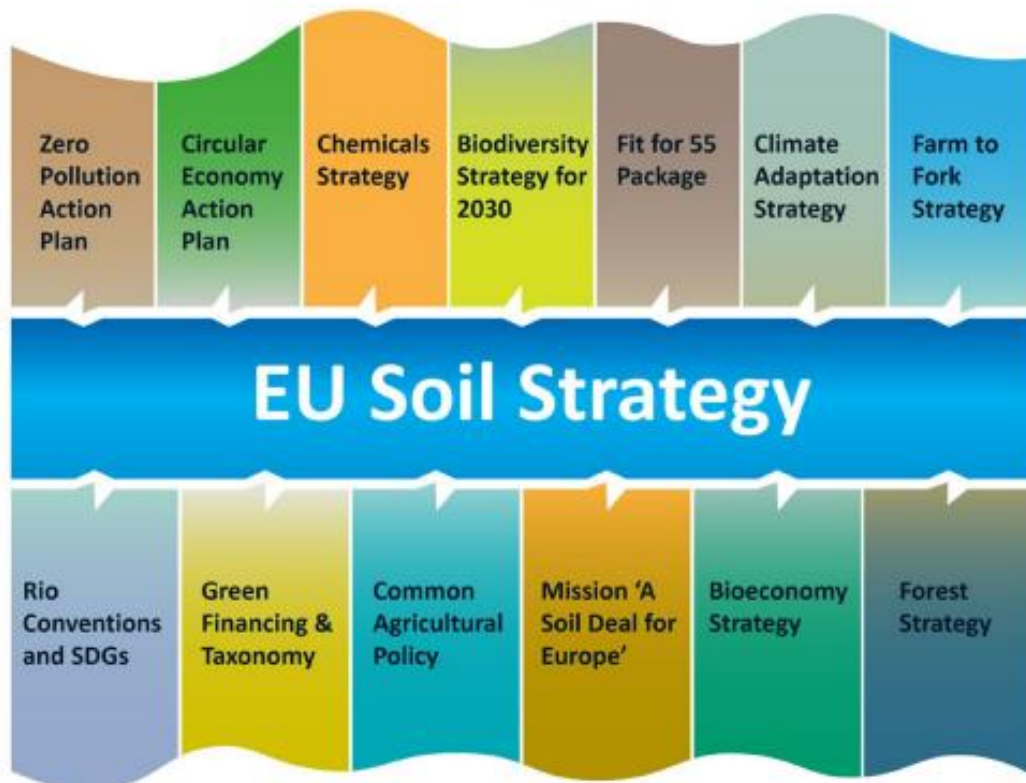 Zero
Pollution
Action
Plan
Circular
Economy
Action
Plan
Chemicals
Strategy
Biodiversity
Strategy for
2030
Fit for 55
Package
Climate
Adaptation
Strategy
Farm to
Fork
Strategy
EU Soil Strategy
Rio
Conventions
and SDGs
Green
Financing &
Taxonomy
Common
Agricultural
Policy
Mission ‘A
Soil Deal for
Europe’
Bioeconomy
Strategy
Forest
Strategy